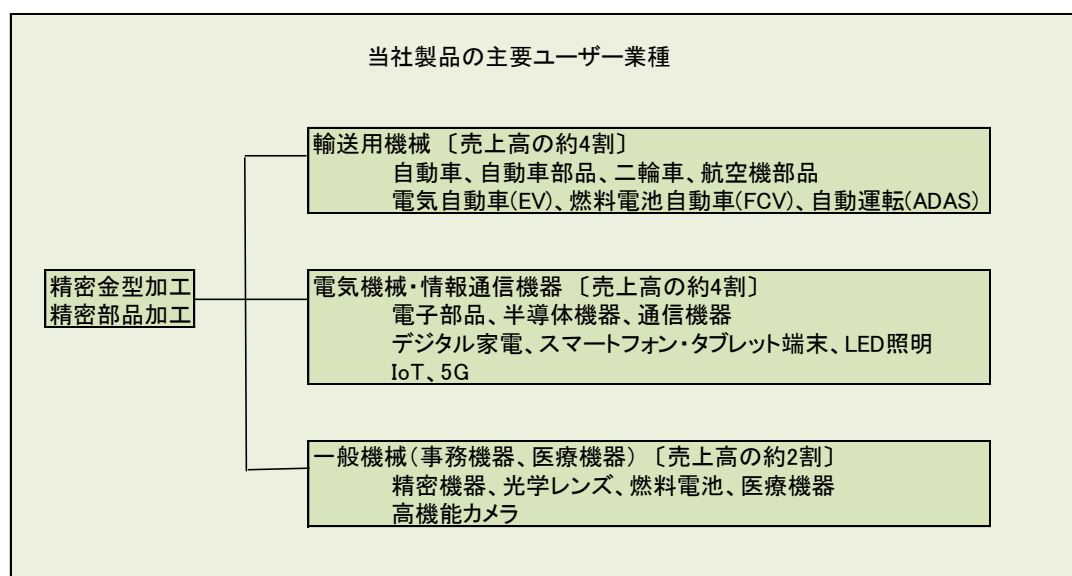 当社製品の主要ユーザー業種
輸送用機械 〔売上高の約4割〕
自動車、自動車部品、二輪車、航空機部品
電気自動車(EV)、燃料電池自動車(FCV)、自動運転(ADAS)
精密金型加工
精密部品加工
電気機械・情報通信機器 〔売上高の約4割〕
電子部品、半導体機器、通信機器
デジタル家電、スマートフォン・タブレット端末、LED照明
IoT、5G
一般機械(事務機器、医療機器) 〔売上高の約2割〕
精密機器、光学レンズ、燃料電池、医療機器
高機能カメラ